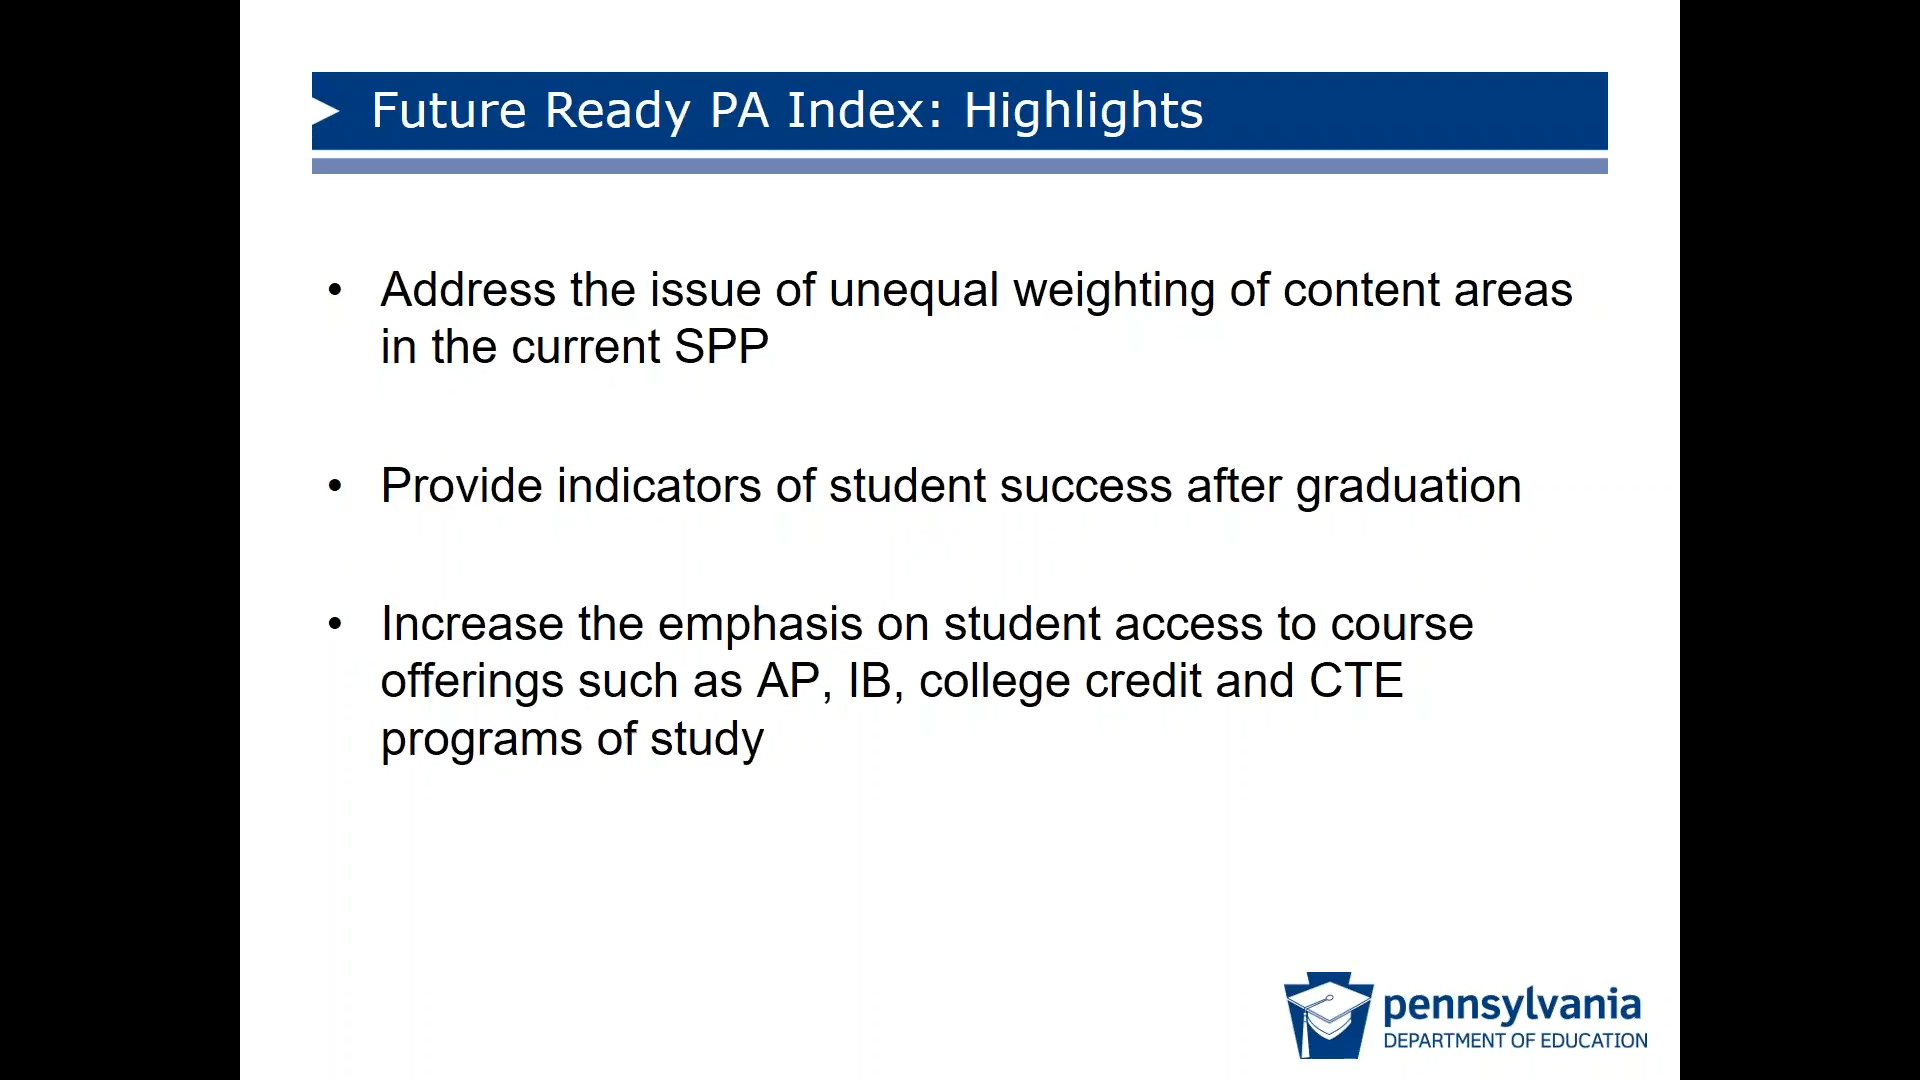 Future Ready PA Index: Highlights
• Address the issue of unequal weighting of content areas
in the current SPP
• Provide indicators of student success after graduation
• Increase the emphasis on student access to course
offerings such as AP, IB, college credit and CTE
programs of study
pennsylvania
DEPARTMENT OF EDUCATION